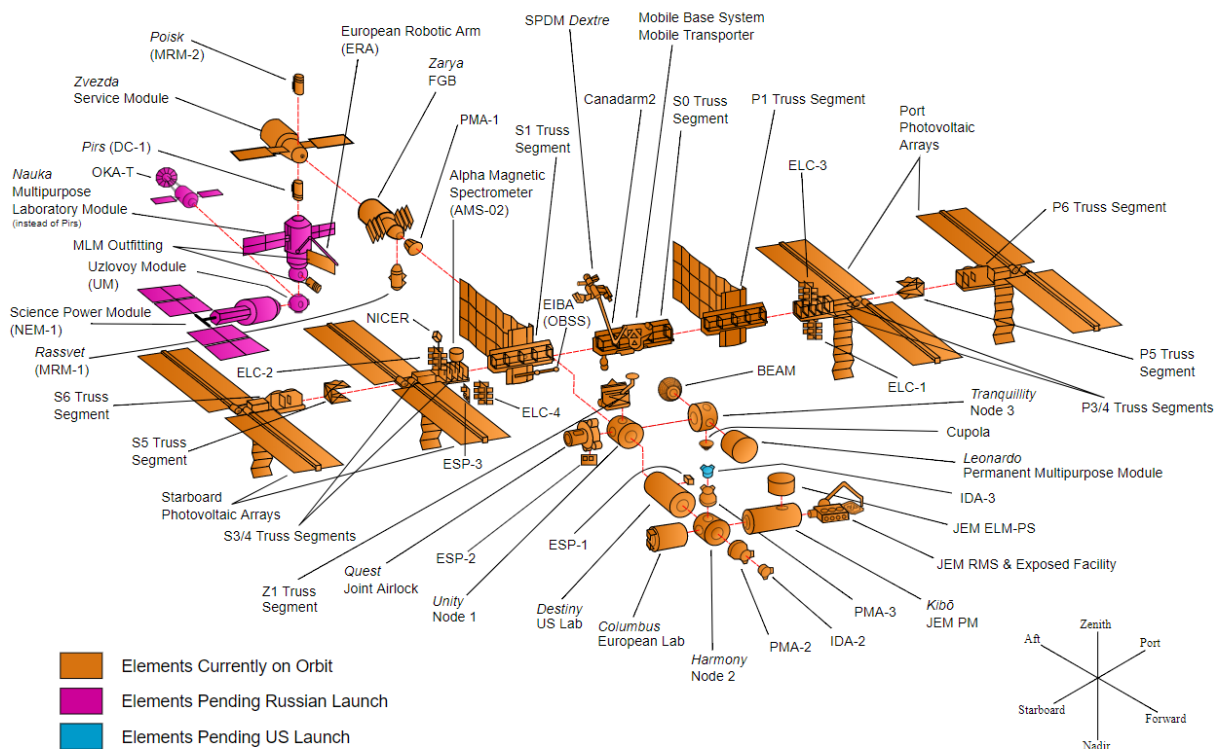 Poisk
(MRM-2)
European Robotic Arm
(ERA)
Zarya
FGB
SPDM Dextre
Mobile Base System
Mobile Transporter
Zvezda
Service Module
PMA-1
Canadarm2
S0 Truss
Segment
P1 Truss Segment
Port
Photovoltaic
Arrays
S1 Truss
Segment
Pirs (DC-1)
OKA-T
Nauka
Multipurpose
Laboratory Module
(instead of Pirs)
Alpha Magnetic
Spectrometer
(AMS-02)
ELC-3
P6 Truss Segment
MLM Outfitting
Uzlovoy Module
(UM)
Science Power Module
(NEM-1)
Rassvet
(MRM-1)
NICER
EIBA
(OBSS)
ELC-2
S6 Truss
Segment
BEAM
ELC-1
P5 Truss
Segment
Tranquility
Node 3
P3/4 Truss Segments
ELC-4
Cupola
S5 Truss
Segment
ESP-3
Leonardo
Permanent Multipurpose Module
Starboard
Photovoltaic Arrays
IDA-3
S3/4 Truss Segments
JEM ELM-PS
ESP-1
ESP-2
JEM RMS & Exposed Facility
Z1 Truss
Segment
Quest
Joint Airlock
Unity
Node 1
Destiny
US Lab
Columbus
European Lab
Harmony
Node 2
PMA-2
IDA-2
PMA-3
Kibō
JEM PM
Zenith
Aft
Port
Starboard
Forward
Nadir
Elements Currently on Orbit
Elements Pending Russian Launch
Elements Pending US Launch